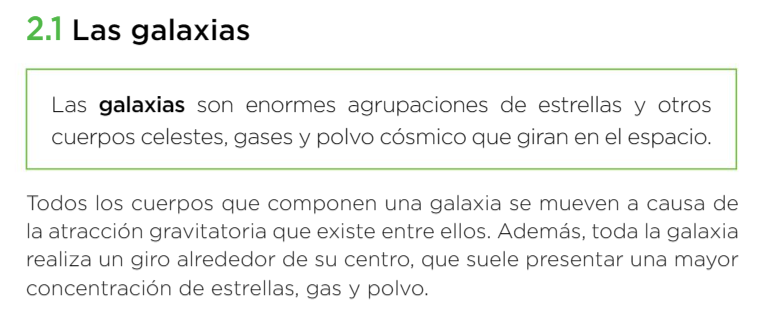 2.1 Las galaxias
Las galaxias son enormes agrupaciones de estrellas y otros
cuerpos celestes, gases y polvo cósmico que giran en el espacio.
Todos los cuerpos que componen una galaxia se mueven a causa de
la atracción gravitatoria que existe entre ellos. Además, toda la galaxia
realiza un giro alrededor de su centro, que suele presentar una mayor
concentración de estrellas, gas y polvo.